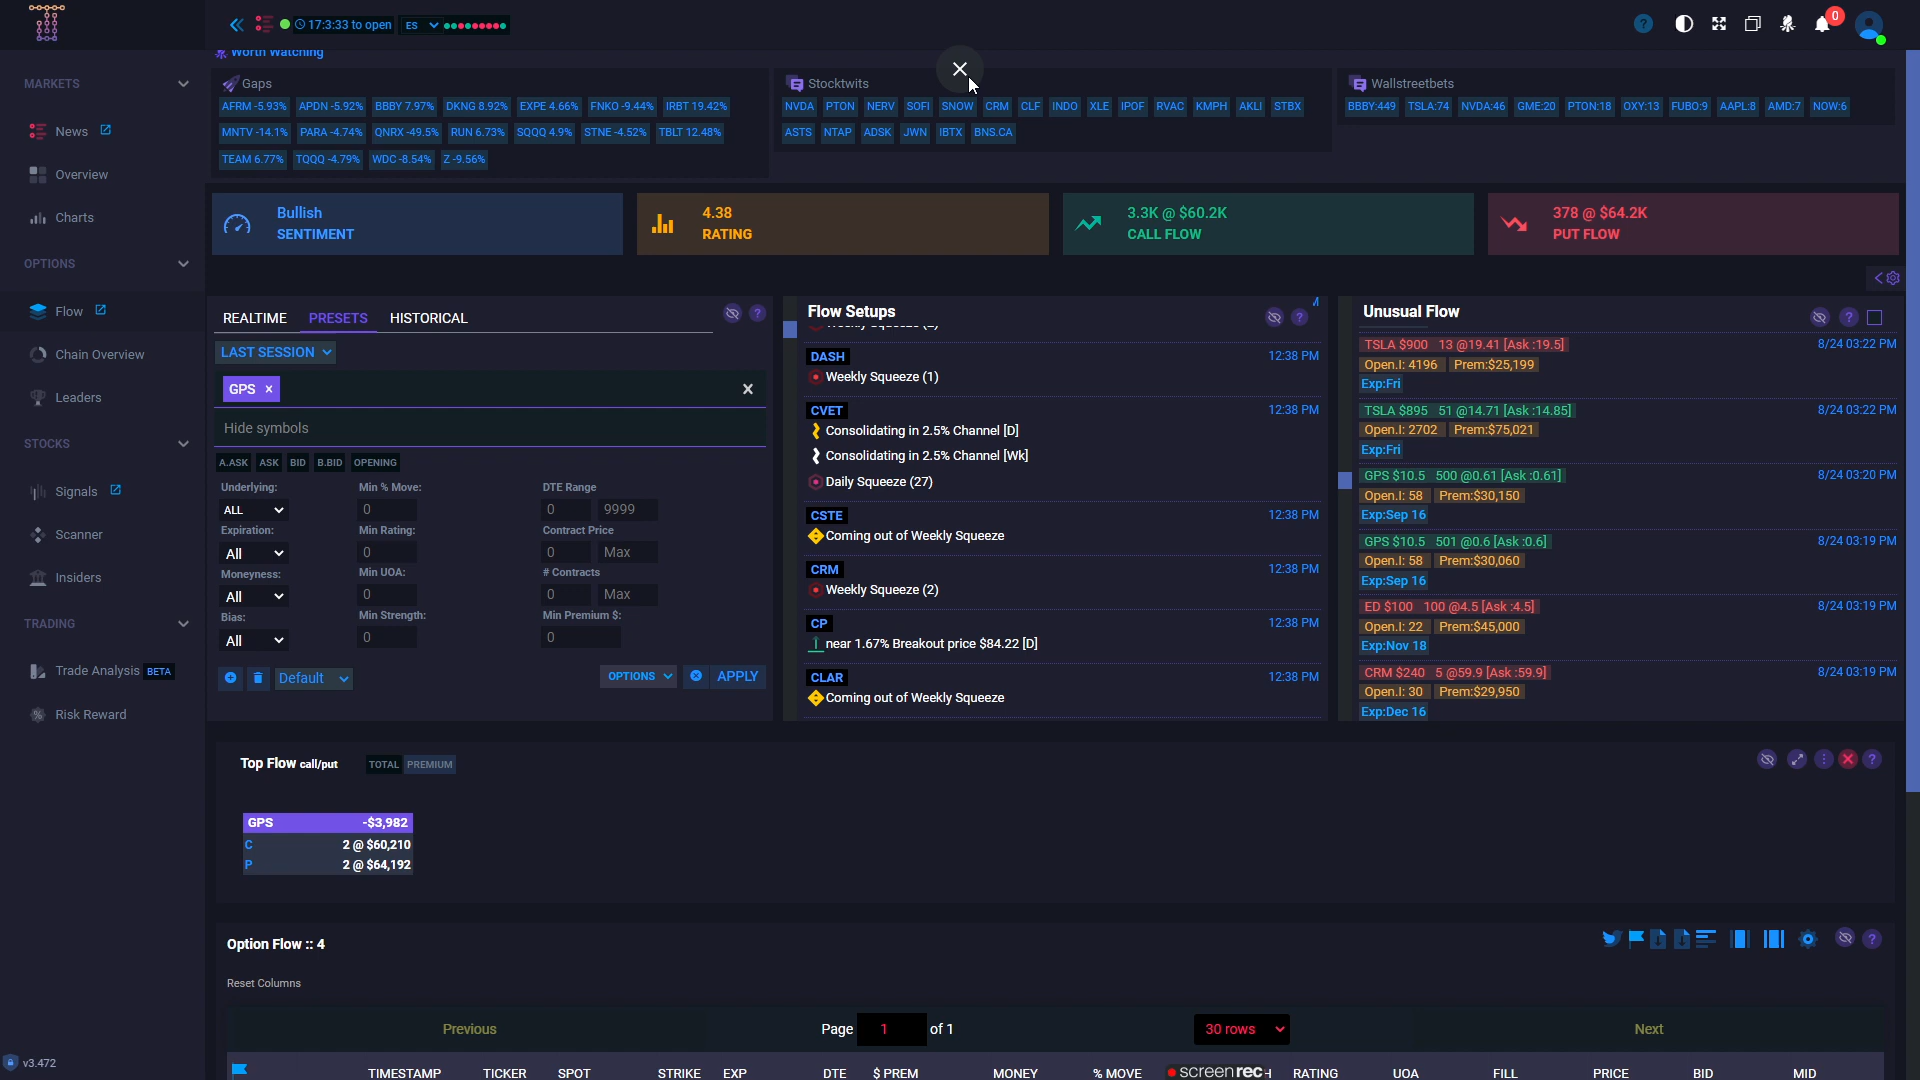 17:3:33 to open ES
0
Worth Watching
MARKETS
News
Overview
Charts
OPTIONS
Flow
Chain Overview
Leaders
STOCKS
Signals
Scanner
Insiders
TRADING
Trade Analysis BETA
Risk Reward
v3.472
Gaps
AFRM -5.93% APDN -5.92% BBBY 7.97% DKNG 8.92% EXPE 4.66% FNKO -9.44% IRBT 19.42%
MNTV -14.1% PARA -4.74% QNRX -49.5% RUN 6.73% SQQQ 4.9% STNE -4.52% TBLT 12.48%
TEAM 6.77% TQQQ -4.79% WDC -8.54% Z -9.56%
Stocktwits
NVDA PTON NERV SOFI SNOW CRM CLF INDO XLE IPOF RVAC KMPH AKLI STBX
ASTS NTAP ADSK JWN IBTX BNS.CA
Wallstreetbets
BBBY:449 TSLA:74 NVDA:46 GME:20 PTON:18 OXY:13 FUBO:9 AAPL:8 AMD:7 NOW:6
Bullish
SENTIMENT
4.38
RATING
3.3K @ $60.2K
CALL FLOW
378 @ $64.2K
PUT FLOW
REALTIME PRESETS HISTORICAL
LAST SESSION
GPS ×
Hide symbols
A.ASK ASK BID B.BID OPENING
Underlying: Min % Move: DTE Range
ALL 0 0 9999
Expiration: Min Rating: Contract Price
All 0 0 Max
Moneyness: Min UOA: # Contracts
All 0 0 Max
Bias: Min Strength: Min Premium $:
All 0 0
Default OPTIONS APPLY
Flow Setups
DASH 12:38 PM
Weekly Squeeze (1)
CVET 12:38 PM
Consolidating in 2.5% Channel [D]
Consolidating in 2.5% Channel [Wk]
Daily Squeeze (27)
CSTE 12:38 PM
Coming out of Weekly Squeeze
CRM 12:38 PM
Weekly Squeeze (2)
CP 12:38 PM
near 1.67% Breakout price $84.22 [D]
CLAR 12:38 PM
Coming out of Weekly Squeeze
Unusual Flow
TSLA $900 13 @19.41 [Ask :19.5] 8/24 03:22 PM
Open.I: 4196 Prem:$25,199
Exp:Fri
TSLA $895 51 @14.71 [Ask :14.85] 8/24 03:22 PM
Open.I: 2702 Prem:$75,021
Exp:Fri
GPS $10.5 500 @0.61 [Ask :0.61] 8/24 03:20 PM
Open.I: 58 Prem:$30,150
Exp:Sep 16
GPS $10.5 501 @0.6 [Ask :0.6] 8/24 03:19 PM
Open.I: 58 Prem:$30,060
Exp:Sep 16
ED $100 100 @4.5 [Ask :4.5] 8/24 03:19 PM
Open.I: 22 Prem:$45,000
Exp:Nov 18
CRM $240 5 @59.9 [Ask :59.9] 8/24 03:19 PM
Open.I: 30 Prem:$29,950
Exp:Dec 16
Top Flow call/put TOTAL PREMIUM
GPS -$3,982
C 2 @ $60,210
P 2 @ $64,192
Option Flow :: 4
Reset Columns
Previous Page 1 of 1 30 rows Next
TIMESTAMP TICKER SPOT STRIKE EXP DTE $ PREM MONEY % MOVE screenrec RATING UOA FILL PRICE BID MID